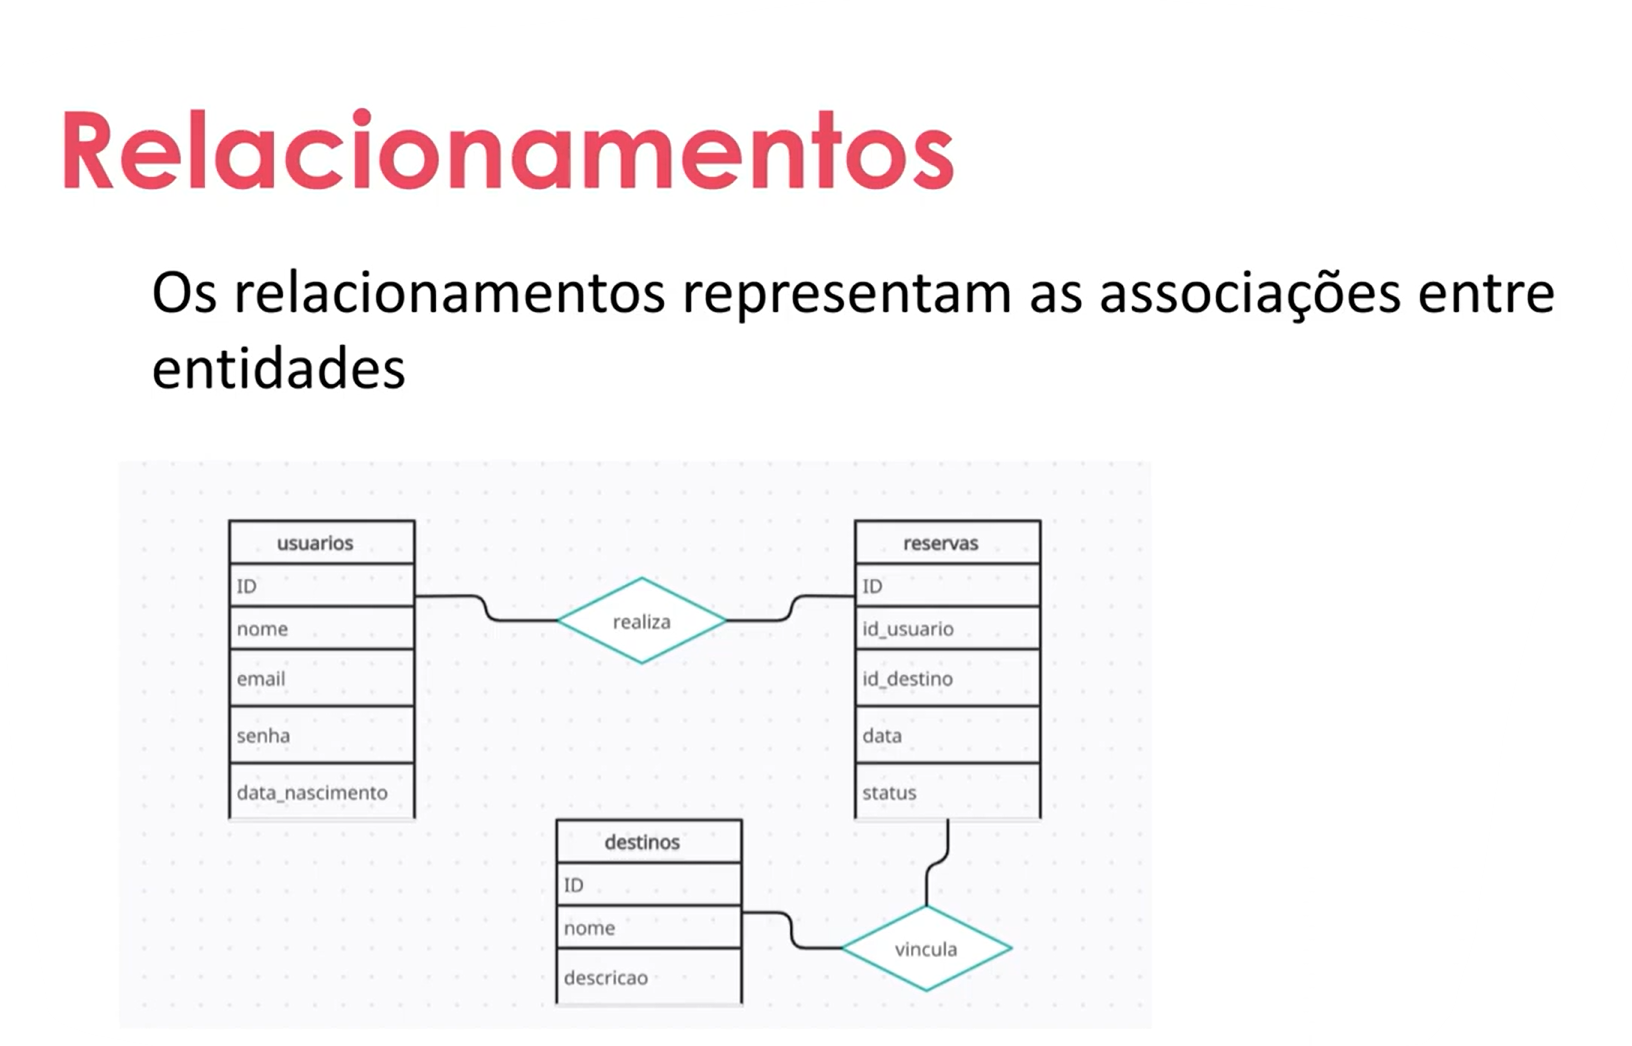 Relacionamentos
Os relacionamentos representam as associações entre
entidades
usuarios
ID
nome
email
senha
data_nascimento
realiza
reservas
ID
id_usuario
id_destino
data
status
destinos
ID
nome
descricao
vincula